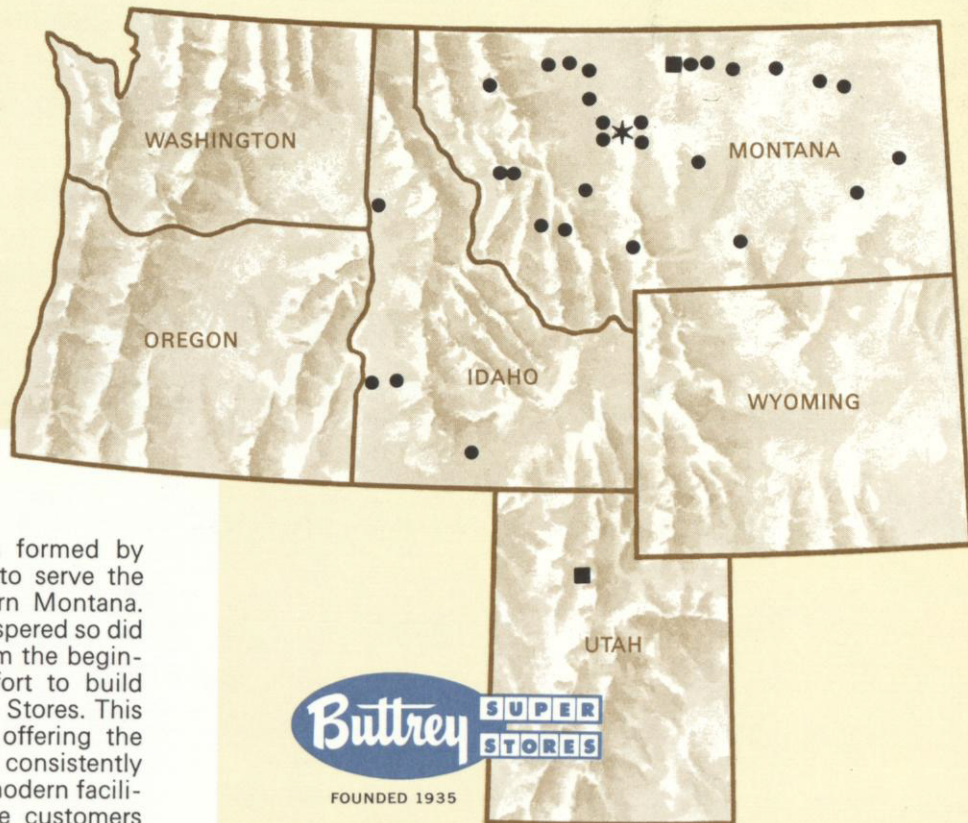 WASHINGTON
MONTANA
OREGON
IDAHO
WYOMING
UTAH
formed by
to serve the
rn Montana.
spered so did
m the begin-
fort to build
Stores. This
offering the
consistently
modern facili-
e customers
Buttrey SUPER
STORES
FOUNDED 1935